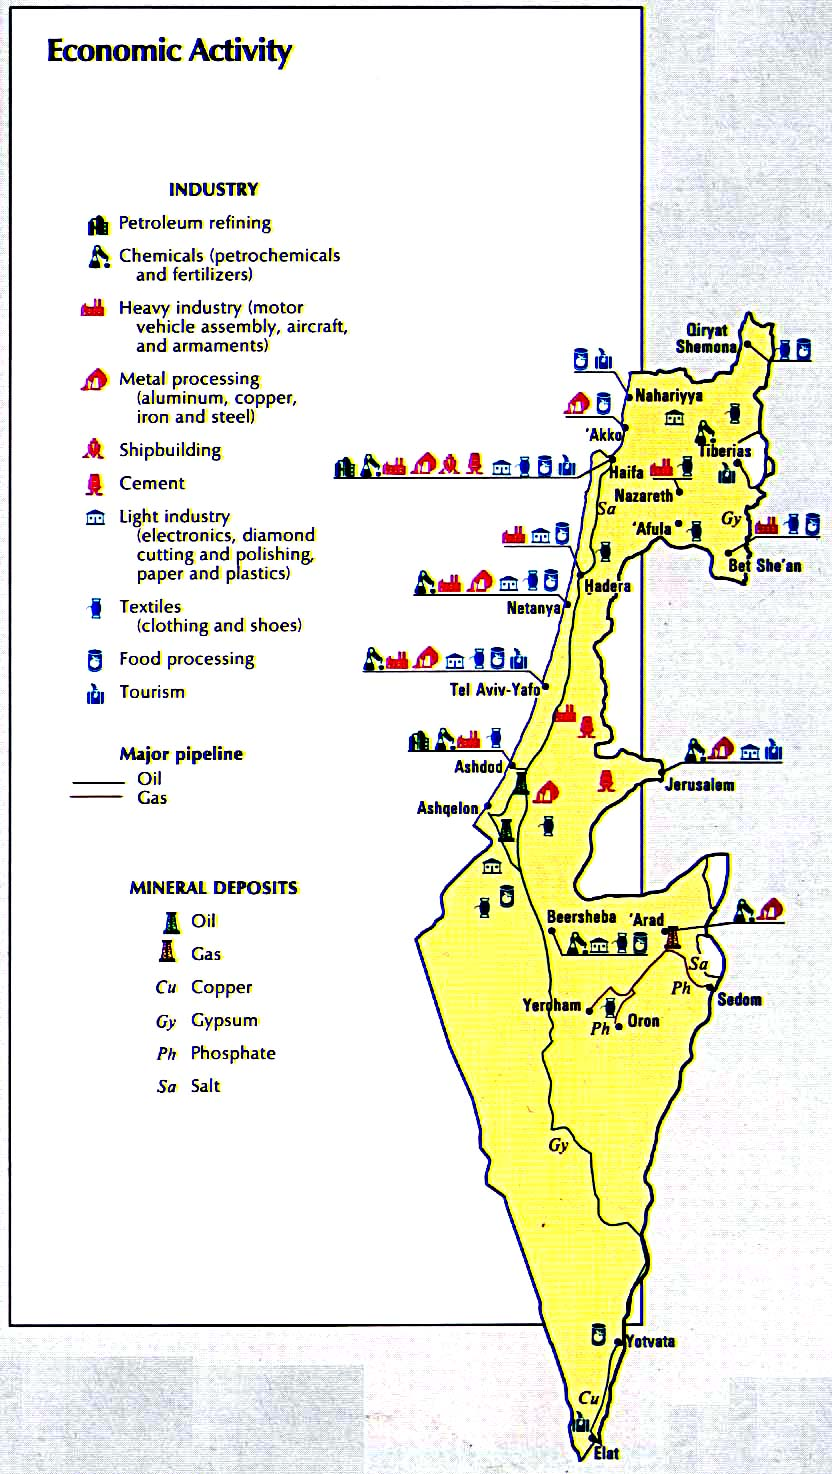 Economic Activity
INDUSTRY
Petroleum refining
Chemicals (petrochemicals
and fertilizers)
Heavy industry (motor
vehicle assembly, aircraft,
and armaments)
Metal processing
(aluminum, copper,
iron and steel)
Shipbuilding
Cement
Light industry
(electronics, diamond
cutting and polishing,
paper and plastics)
Textiles
(clothing and shoes)
Food processing
Tourism
Major pipeline
Oil
Gas
MINERAL DEPOSITS
Oil
Gas
Cu Copper
Gy Gypsum
Ph Phosphate
Sa Salt
Qiryat
Shemona
Nahariyya
'Akko
Tiberias
Haifa
Nazareth
Sa
'Afula
Gy
Bet She'an
Hadera
Netanya
Tel Aviv-Yafo
Ashdod
Jerusalem
Ashqelon
Beersheba
'Arad
Sa
Ph
Sedom
Yeroham
Ph
Oron
Gy
Yotvata
Cu
Elat